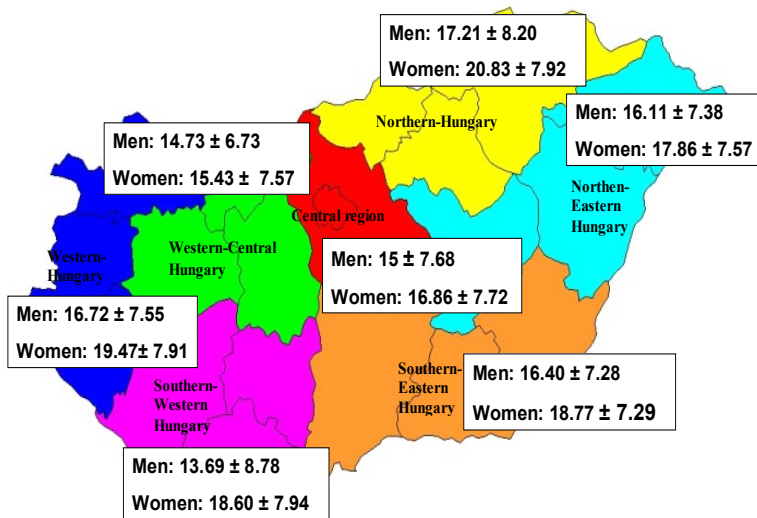 Men: 17.21 ± 8.20
Women: 20.83 ± 7.92
Northern-Hungary
Men: 16.11 ± 7.38
Women: 17.86 ± 7.57
Northen-
Eastern
Hungary
Men: 14.73 ± 6.73
Women: 15.43 ± 7.57
Central region
Western-
Hungary
Western-Central
Hungary
Men: 15 ± 7.68
Women: 16.86 ± 7.72
Men: 16.72 ± 7.55
Women: 19.47± 7.91
Southern-
Western
Hungary
Southern-
Eastern
Hungary
Men: 16.40 ± 7.28
Women: 18.77 ± 7.29
Men: 13.69 ± 8.78
Women: 18.60 ± 7.94